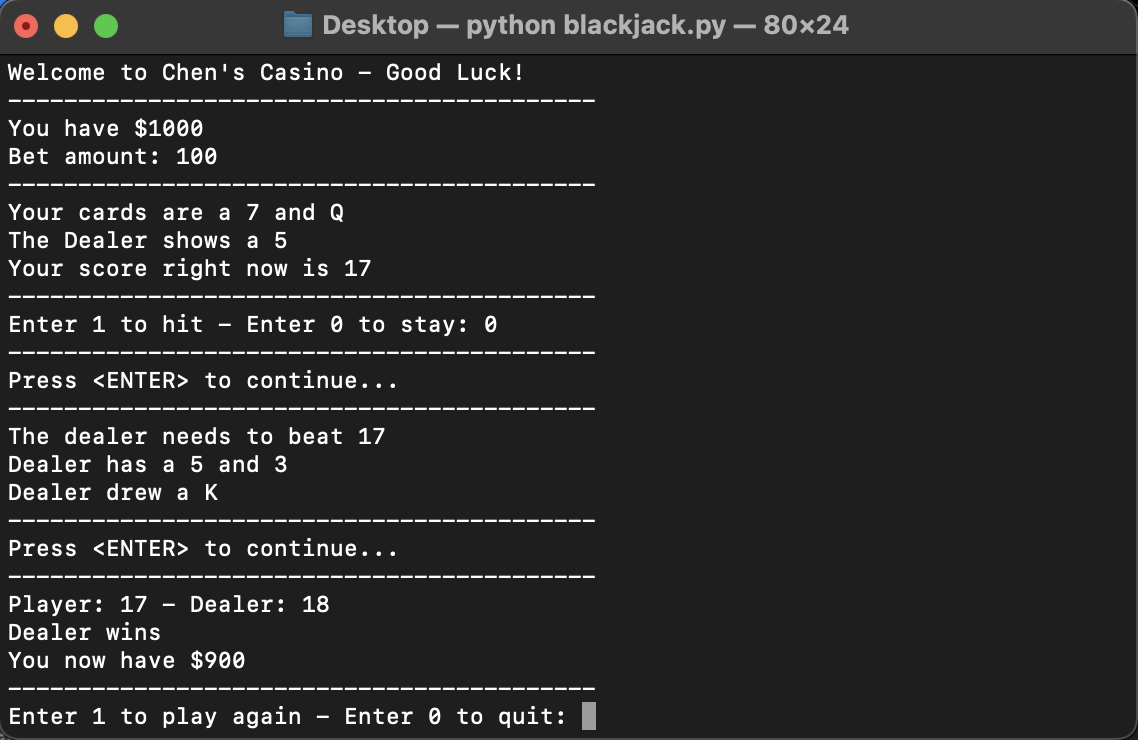 Desktop — python blackjack.py — 80×24
Welcome to Chen's Casino - Good Luck!
------------------------------------------
You have $1000
Bet amount: 100
------------------------------------------
Your cards are a 7 and Q
The Dealer shows a 5
Your score right now is 17
------------------------------------------
Enter 1 to hit - Enter 0 to stay: 0
------------------------------------------
Press <ENTER> to continue...
------------------------------------------
The dealer needs to beat 17
Dealer has a 5 and 3
Dealer drew a K
------------------------------------------
Press <ENTER> to continue...
------------------------------------------
Player: 17 - Dealer: 18
Dealer wins
You now have $900
------------------------------------------
Enter 1 to play again - Enter 0 to quit: